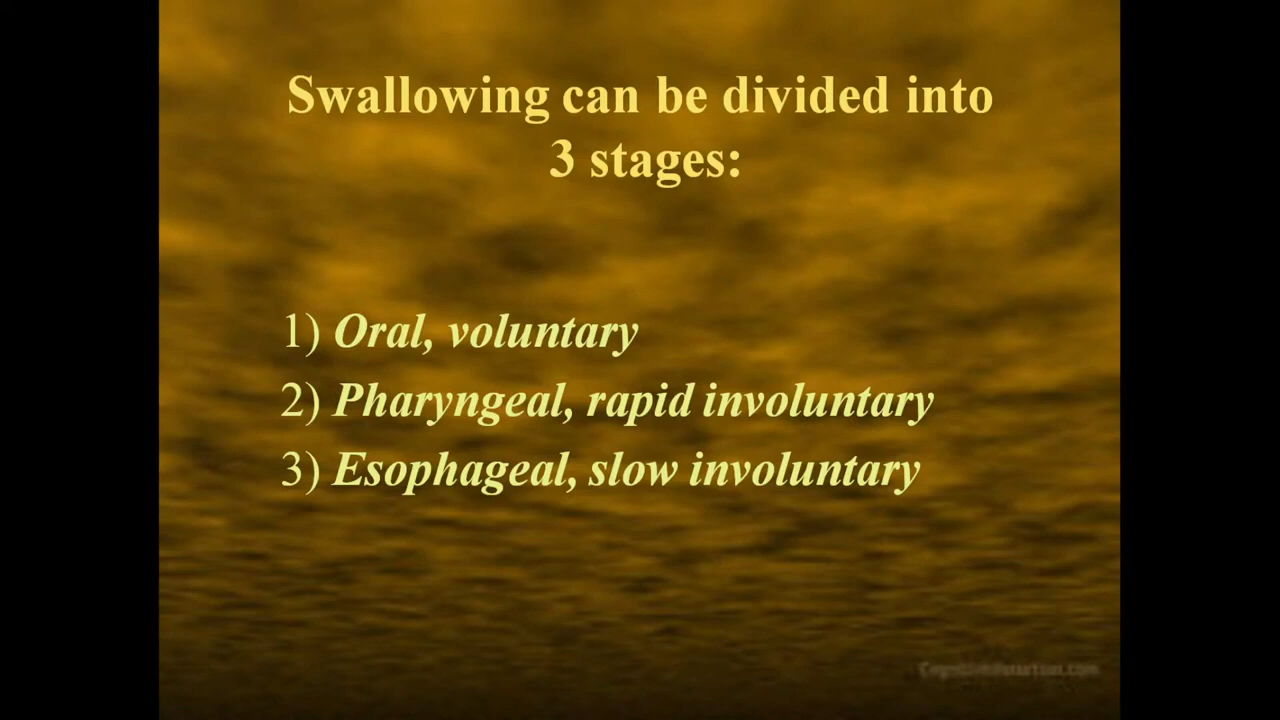 Swallowing can be divided into
3 stages:
1) Oral, voluntary
2) Pharyngeal, rapid involuntary
3) Esophageal, slow involuntary